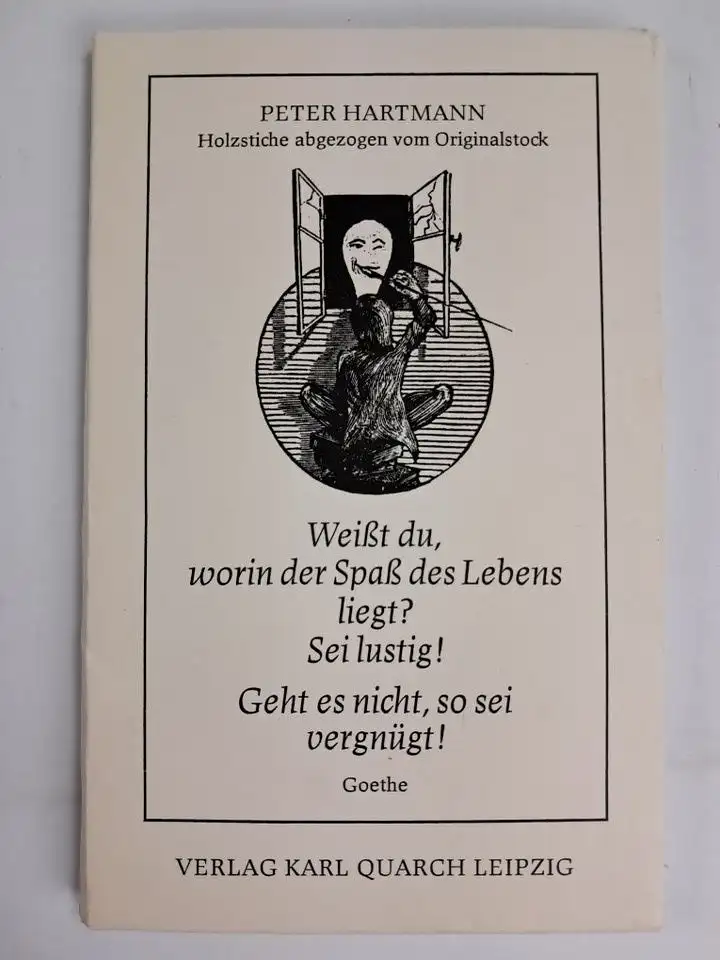 PETER HARTMANN
Holzstiche abgezogen vom Originalstock
Weißt du,
worin der Spaß des Lebens
liegt?
Sei lustig!
Geht es nicht, so sei
vergnügt!
Goethe
VERLAG KARL QUARCH LEIPZIG